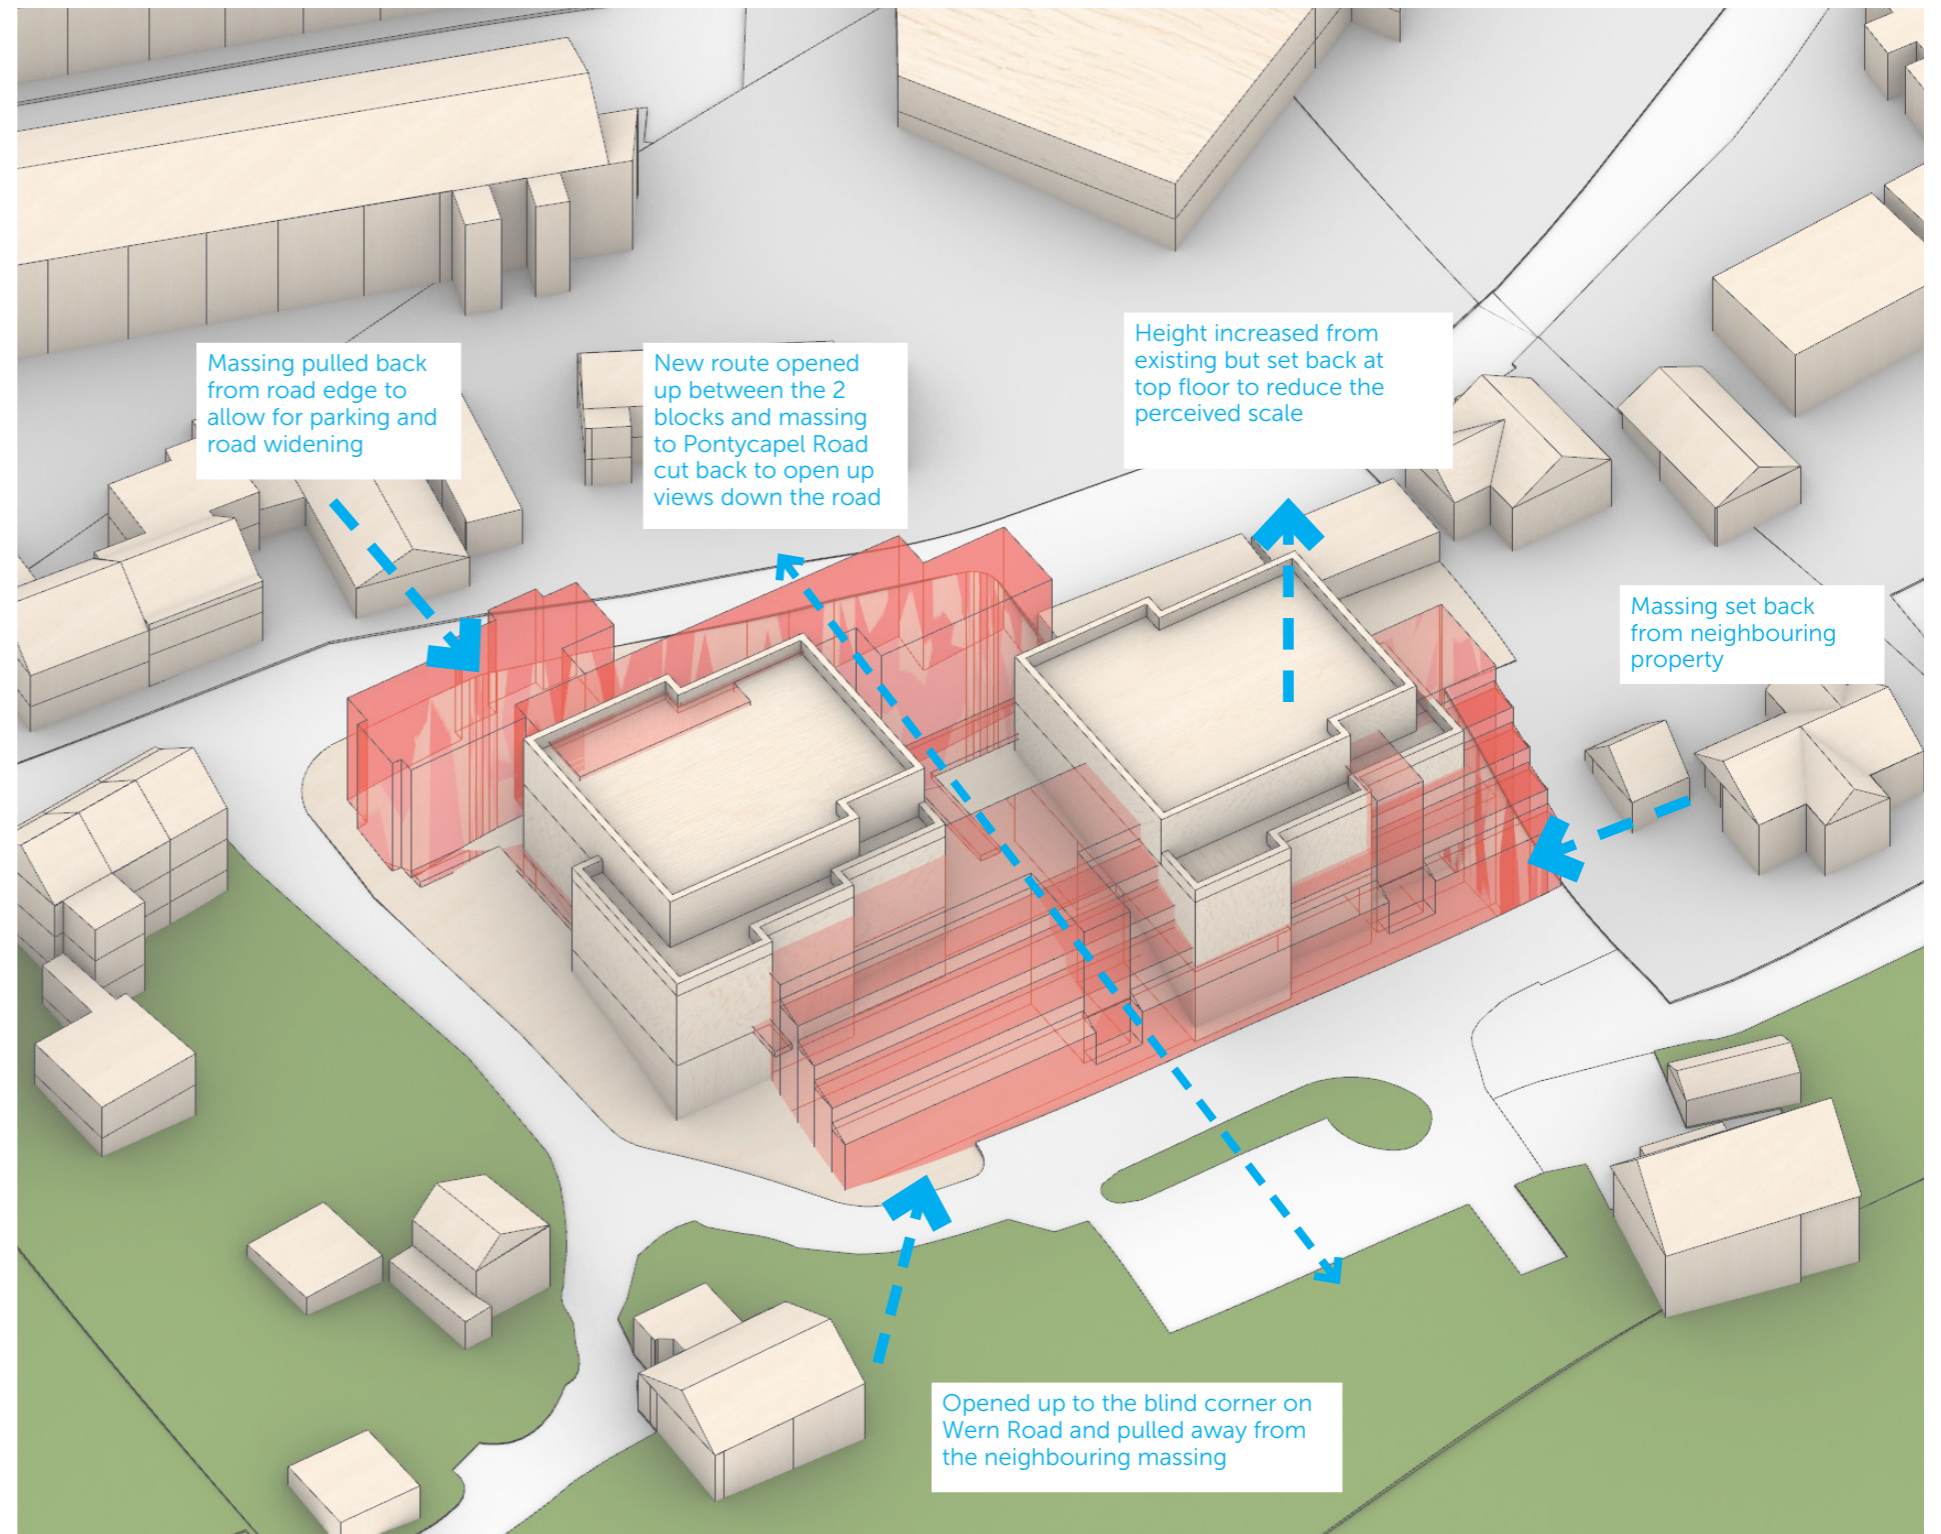 Massing pulled back
from road edge to
allow for parking and
road widening
New route opened
up between the 2
blocks and massing
to Pontycapel Road
cut back to open up
views down the road
Height increased from
existing but set back at
top floor to reduce the
perceived scale
Massing set back
from neighbouring
property
Opened up to the blind corner on
Wern Road and pulled away from
the neighbouring massing